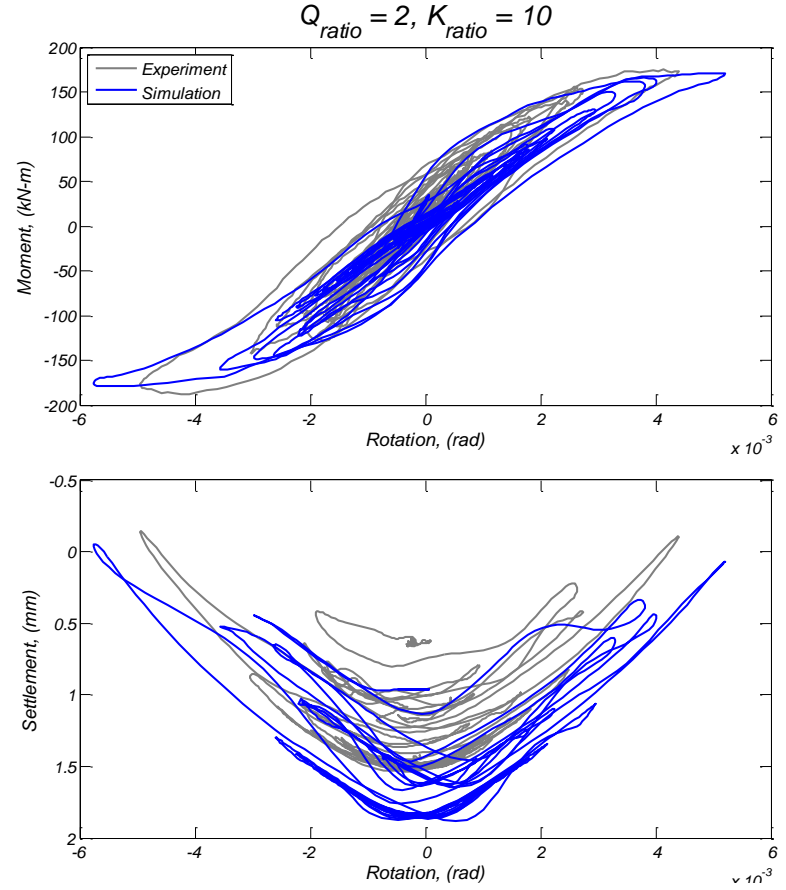 Q_ratio = 2, K_ratio = 10
200
150
100
50
0
-50
-100
-150
-200
Moment, (kN-m)
Experiment
Simulation
-6 -4 -2 0 2 4 6
Rotation, (rad)
x 10^-3
-0.5
0
0.5
1
1.5
2
Settlement, (mm)
-6 -4 -2 0 2 4 6
Rotation, (rad)
x 10^-3